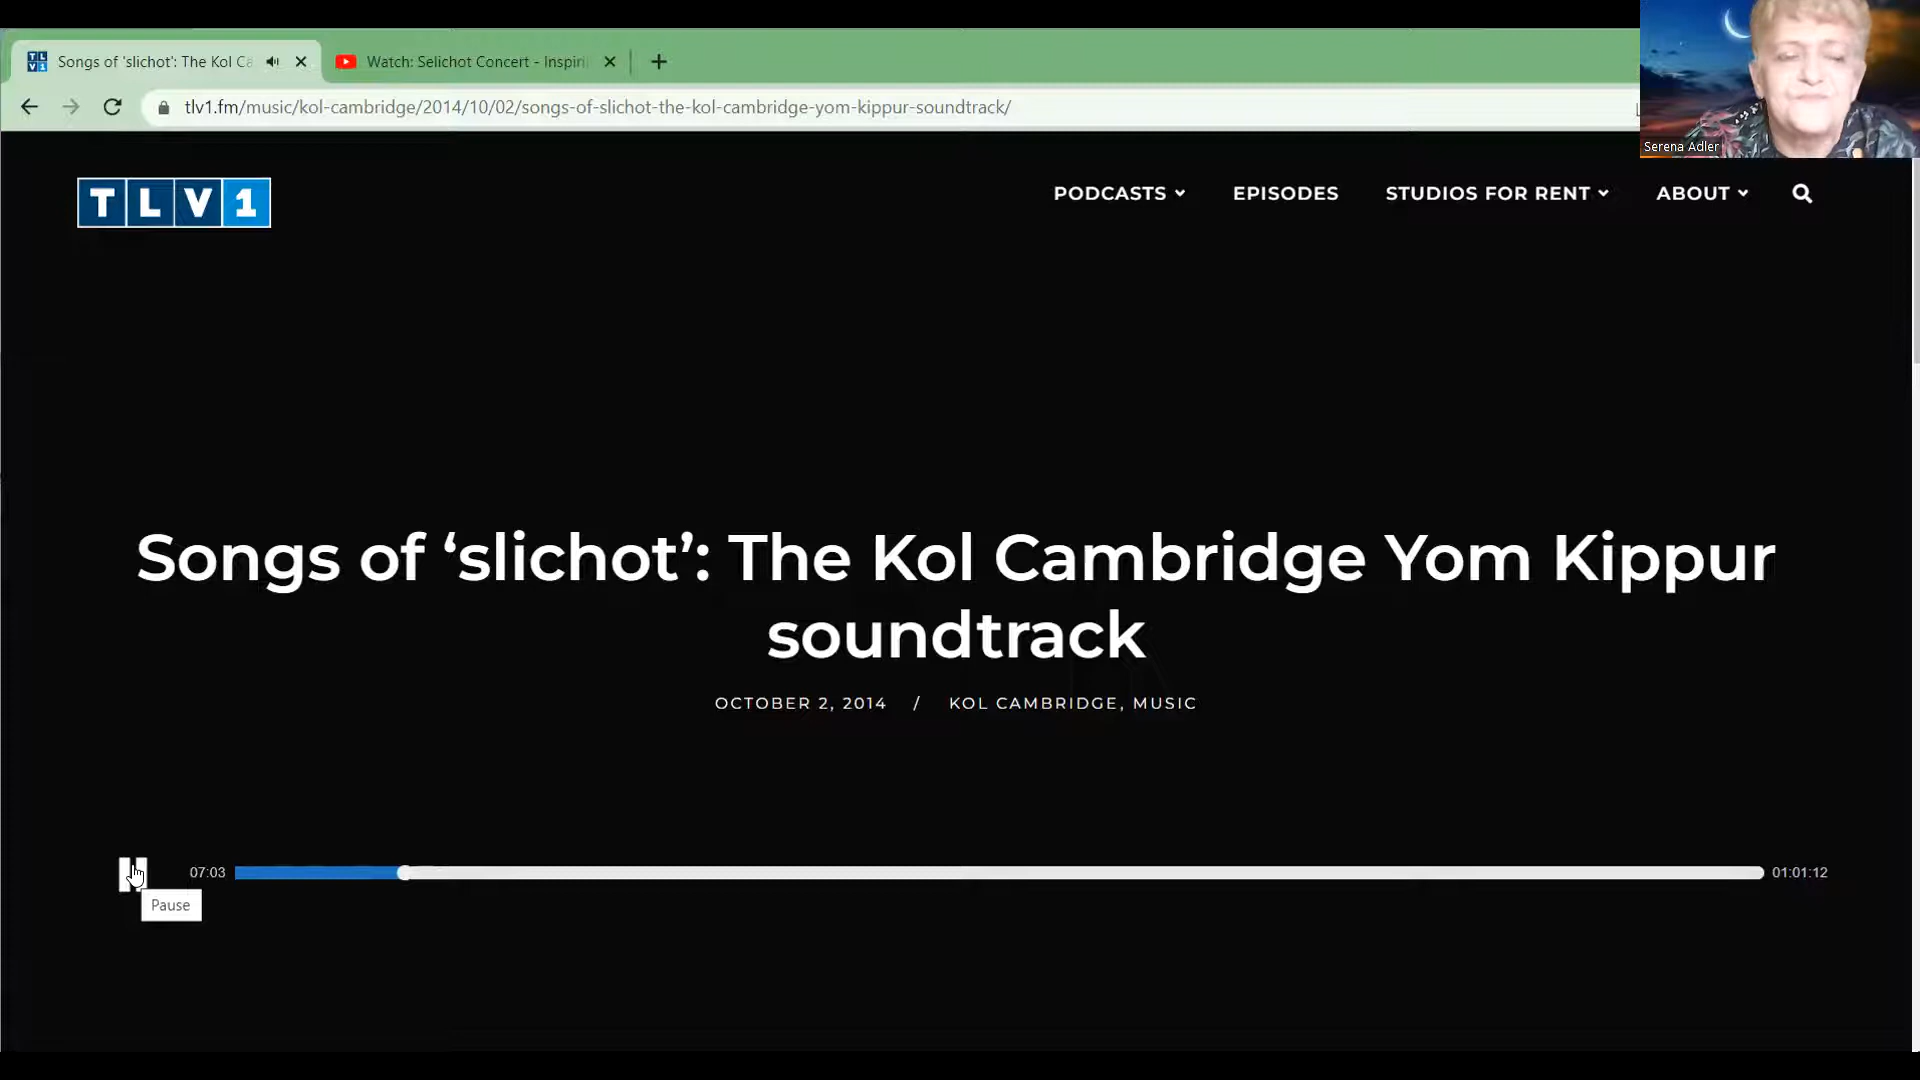 Songs of 'slichot': The Kol Ca
Watch: Selichot Concert - Inspiri
tlv1.fm/music/kol-cambridge/2014/10/02/songs-of-slichot-the-kol-cambridge-yom-kippur-soundtrack/
Serena Adler
TLV1
PODCASTS
EPISODES
STUDIOS FOR RENT
ABOUT
Songs of ‘slichot’: The Kol Cambridge Yom Kippur
soundtrack
OCTOBER 2, 2014 / KOL CAMBRIDGE, MUSIC
07:03
01:01:12
Pause